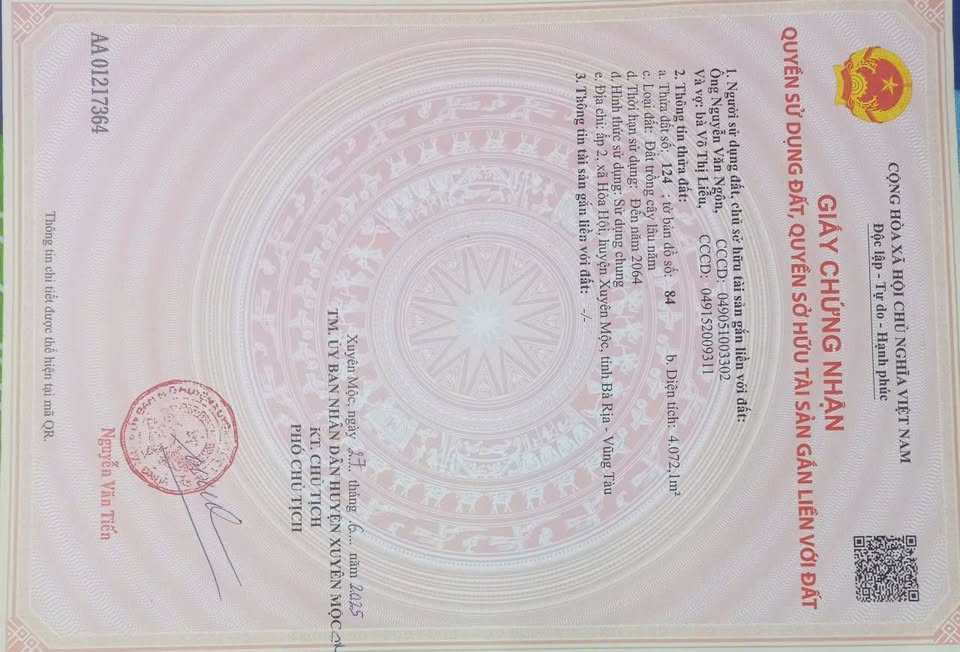 CỘNG HÒA XÃ HỘI CHỦ NGHĨA VIỆT NAM
Độc lập - Tự do - Hạnh phúc
GIẤY CHỨNG NHẬN
QUYỀN SỬ DỤNG ĐẤT, QUYỀN SỞ HỮU TÀI SẢN GẮN LIỀN VỚI ĐẤT
1. Người sử dụng đất, chủ sở hữu tài sản gắn liền với đất:
Ông Nguyễn Văn Ngôn, CCCD: 049051003302
Và vợ: bà Võ Thị Liễu, CCCD: 049152009311
2. Thông tin thửa đất:
a. Thửa đất số: 124 ; tờ bản đồ số: 84 b. Diện tích: 4.072,1m²
c. Loại đất: Đất trồng cây lâu năm
d. Thời hạn sử dụng: Đến năm 2064
đ. Hình thức sử dụng: Sử dụng chung
e. Địa chỉ: ấp 2, xã Hòa Hội, huyện Xuyên Mộc, tỉnh Bà Rịa - Vũng Tàu
3. Thông tin tài sản gắn liền với đất: -/-
Xuyên Mộc, ngày 27 tháng 6 năm 2025
TM. ỦY BAN NHÂN DÂN HUYỆN XUYÊN MỘC
KT. CHỦ TỊCH
PHÓ CHỦ TỊCH
Nguyễn Văn Tiến
AA 01217364
Thông tin chi tiết được thể hiện tại mã QR.